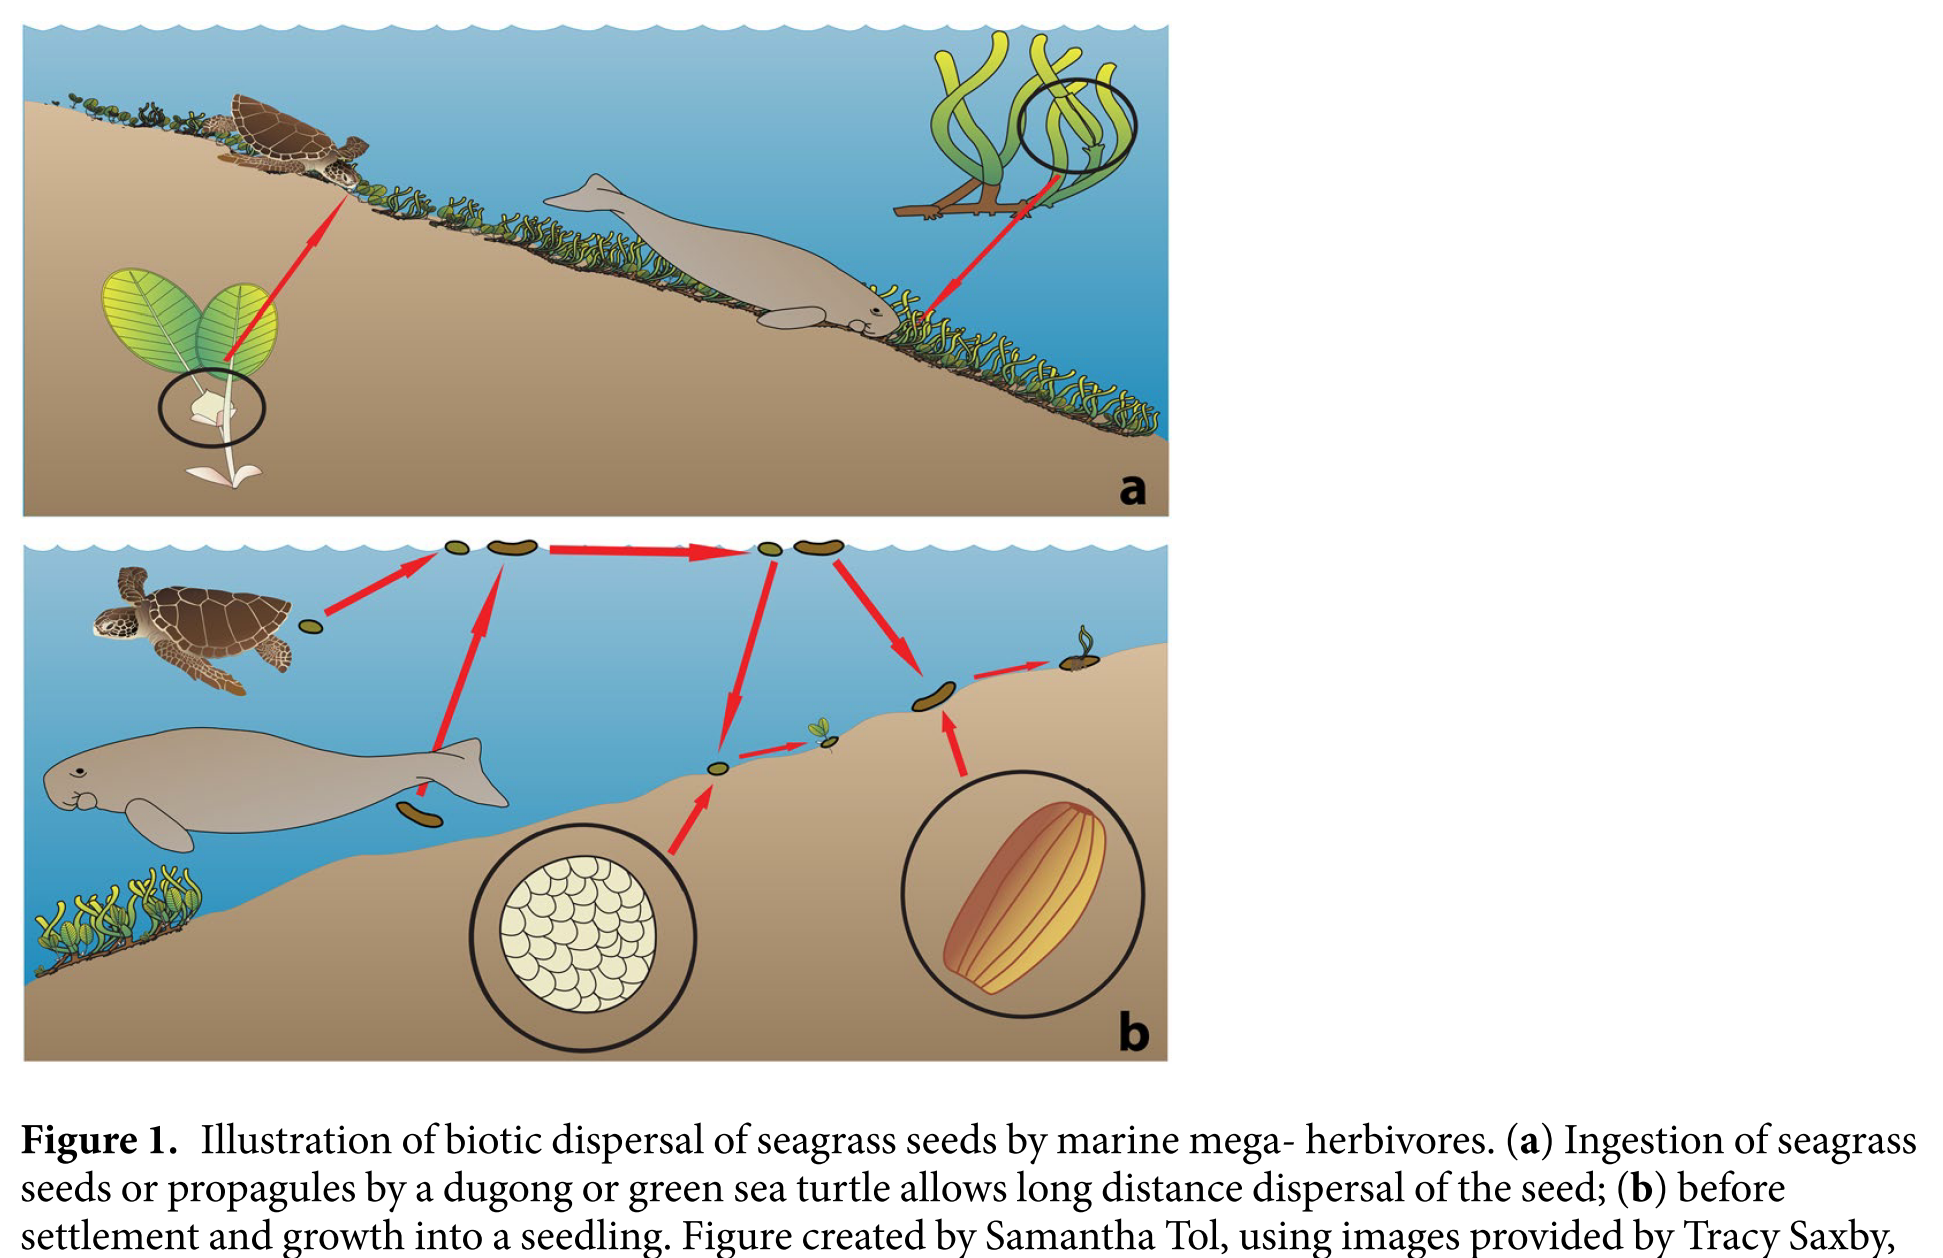 a
b
Figure 1. Illustration of biotic dispersal of seagrass seeds by marine mega- herbivores. (a) Ingestion of seagrass
seeds or propagules by a dugong or green sea turtle allows long distance dispersal of the seed; (b) before
settlement and growth into a seedling. Figure created by Samantha Tol, using images provided by Tracy Saxby,